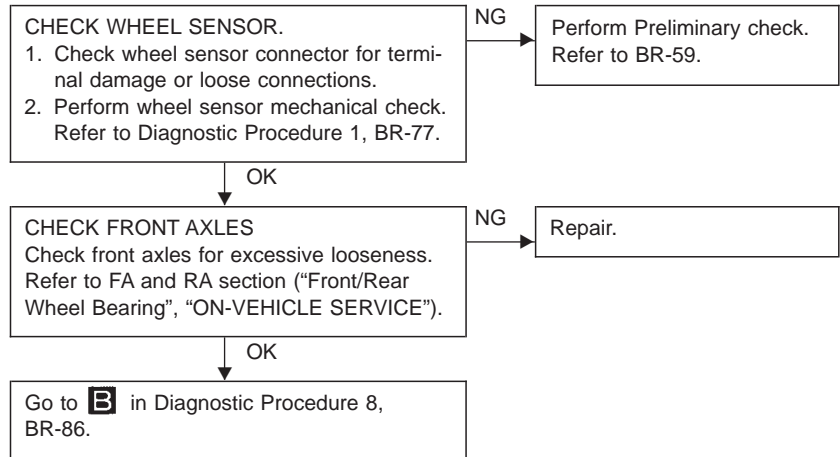 CHECK WHEEL SENSOR.
1. Check wheel sensor connector for termi-
nal damage or loose connections.
2. Perform wheel sensor mechanical check.
Refer to Diagnostic Procedure 1, BR-77.
NG
Perform Preliminary check.
Refer to BR-59.
OK
CHECK FRONT AXLES
Check front axles for excessive looseness.
Refer to FA and RA section (“Front/Rear
Wheel Bearing”, “ON-VEHICLE SERVICE”).
NG
Repair.
OK
Go to B in Diagnostic Procedure 8,
BR-86.